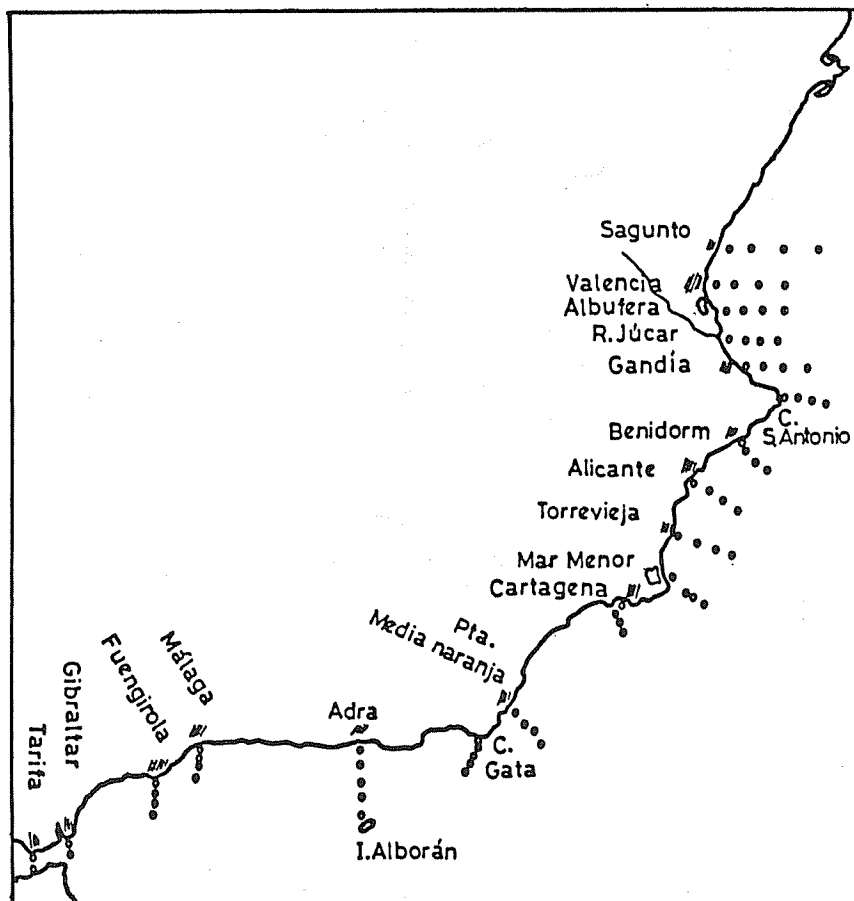 Sagunto
Valencia
Albufera
R.Júcar
Gandía
C.
S.Antonio
Benidorm
Alicante
Torrevieja
Mar Menor
Cartagena
Pta.
Media naranja
Málaga
Fuengirola
Gibraltar
Tarifa
Adra
C.
Gata
I.Alborán